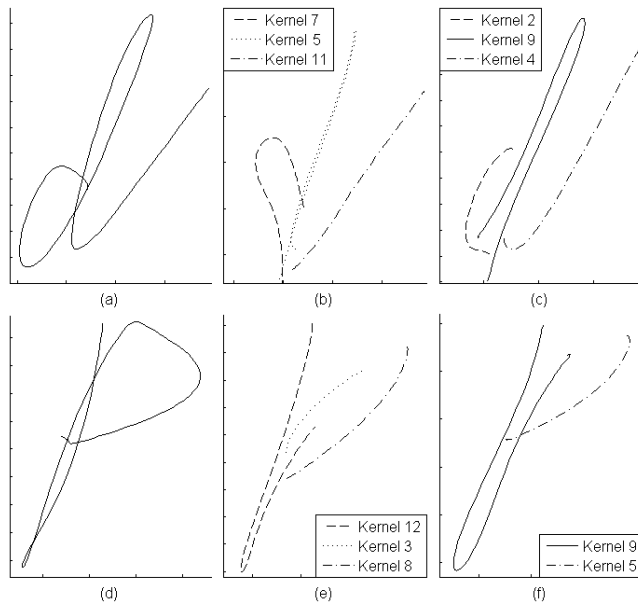 Kernel 7
Kernel 5
Kernel 11
Kernel 2
Kernel 9
Kernel 4
(a)
(b)
(c)
Kernel 12
Kernel 3
Kernel 8
Kernel 9
Kernel 5
(d)
(e)
(f)